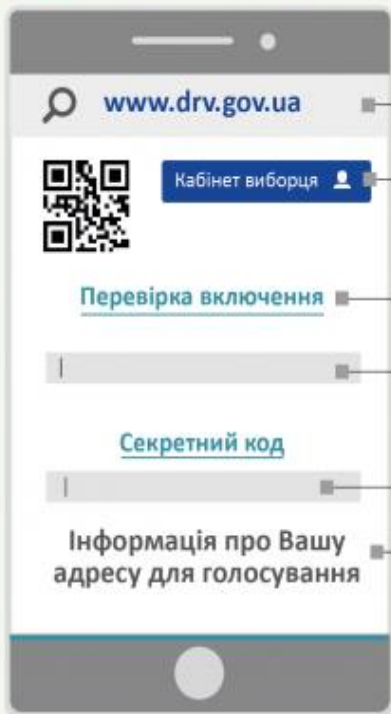 www.drv.gov.ua
Кабінет виборця
Перевірка включення
Секретний код
Інформація про Вашу
адресу для голосування